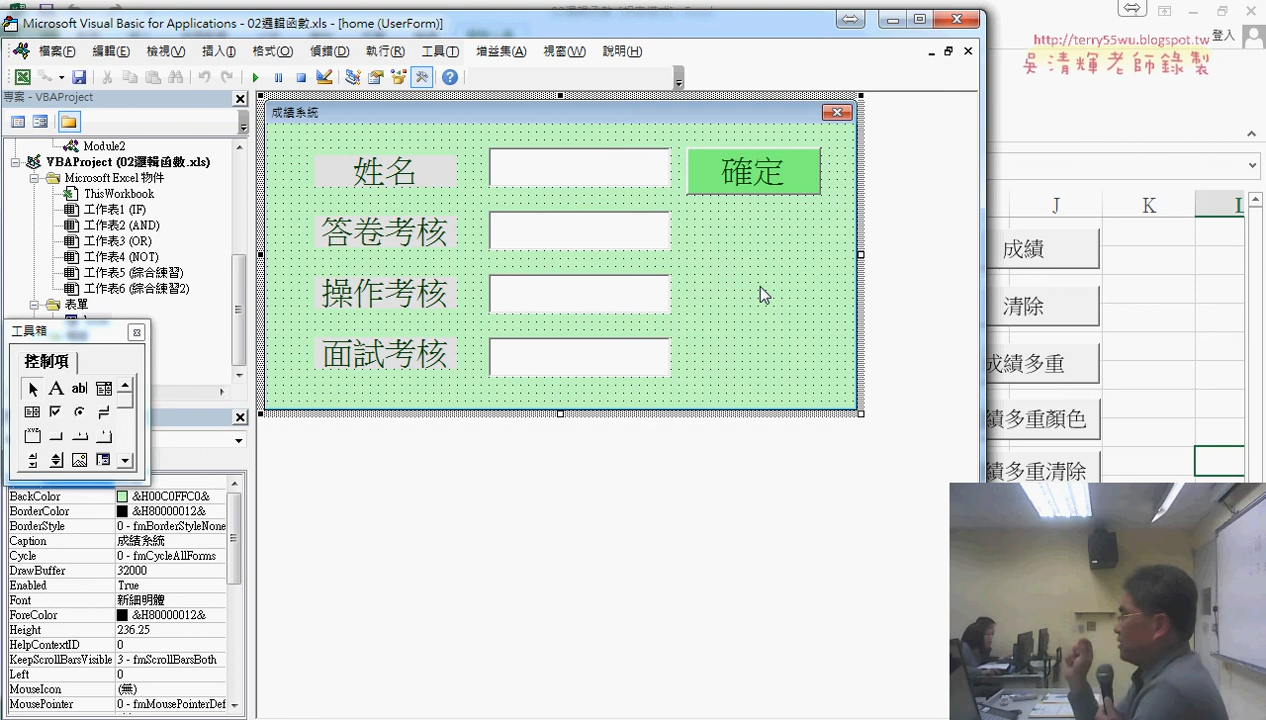 Microsoft Visual Basic for Applications - 02邏輯函數.xls - [home (UserForm)]
http://terry55wu.blogspot.tw
登入
吳清輝老師錄製
檔案(F) 編輯(E) 檢視(V) 插入(I) 格式(O) 偵錯(D) 執行(R) 工具(T) 增益集(A) 視窗(W) 說明(H)
專案 - VBAProject
Module2
VBAProject (02邏輯函數.xls)
Microsoft Excel 物件
ThisWorkbook
工作表1 (IF)
工作表2 (AND)
工作表3 (OR)
工作表4 (NOT)
工作表5 (綜合練習)
工作表6 (綜合練習2)
表單
工具箱
控制項
成績系統
姓名
確定
答卷考核
操作考核
面試考核
J K L
成績
清除
成績多重
績多重顏色
績多重清除
BackColor &H00C0FFC0&
BorderColor &H80000012&
BorderStyle 0 - fmBorderStyleNone
Caption 成績系統
Cycle 0 - fmCycleAllForms
DrawBuffer 32000
Enabled True
Font 新細明體
ForeColor &H80000012&
Height 236.25
HelpContextID 0
KeepScrollBarsVisible 3 - fmScrollBarsBoth
Left 0
MouseIcon (無)
MousePointer 0 - fmMousePointerDef